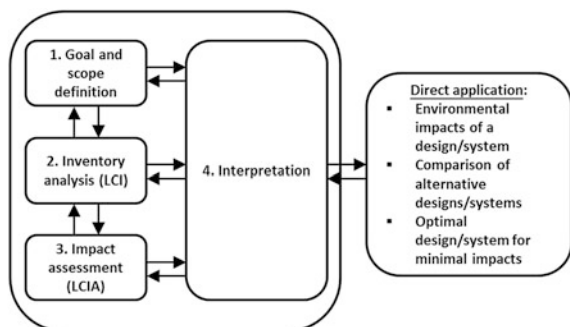 1. Goal and
scope
definition
2. Inventory
analysis (LCI)
3. Impact
assessment
(LCIA)
4. Interpretation
Direct application:
▪ Environmental
impacts of a
design/system
▪ Comparison of
alternative
designs/systems
▪ Optimal
design/system for
minimal impacts